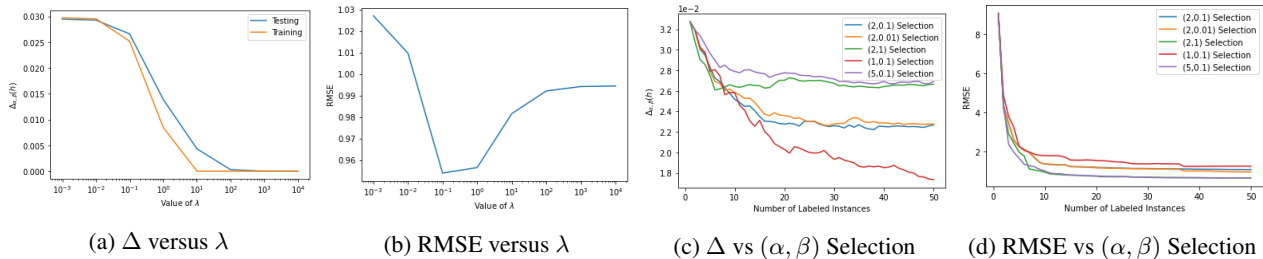 0.030
0.025
0.020
0.015
0.010
0.005
0.000
Δ_{ε,ρ}(h)
Testing
Training
10⁻³ 10⁻² 10⁻¹ 10⁰ 10¹ 10² 10³ 10⁴
Value of λ
(a) Δ versus λ
1.03
1.02
1.01
1.00
0.99
0.98
0.97
0.96
RMSE
10⁻³ 10⁻² 10⁻¹ 10⁰ 10¹ 10² 10³ 10⁴
Value of λ
(b) RMSE versus λ
1e−2
3.2
3.0
2.8
2.6
2.4
2.2
2.0
1.8
(2,0.1) Selection
(2,0.01) Selection
(2,1) Selection
(1,0.1) Selection
(5,0.1) Selection
0 10 20 30 40 50
Number of Labeled Instances
(c) Δ vs (α, β) Selection
8
6
4
2
RMSE
(2,0.1) Selection
(2,0.01) Selection
(2,1) Selection
(1,0.1) Selection
(5,0.1) Selection
0 10 20 30 40 50
Number of Labeled Instances
(d) RMSE vs (α, β) Selection